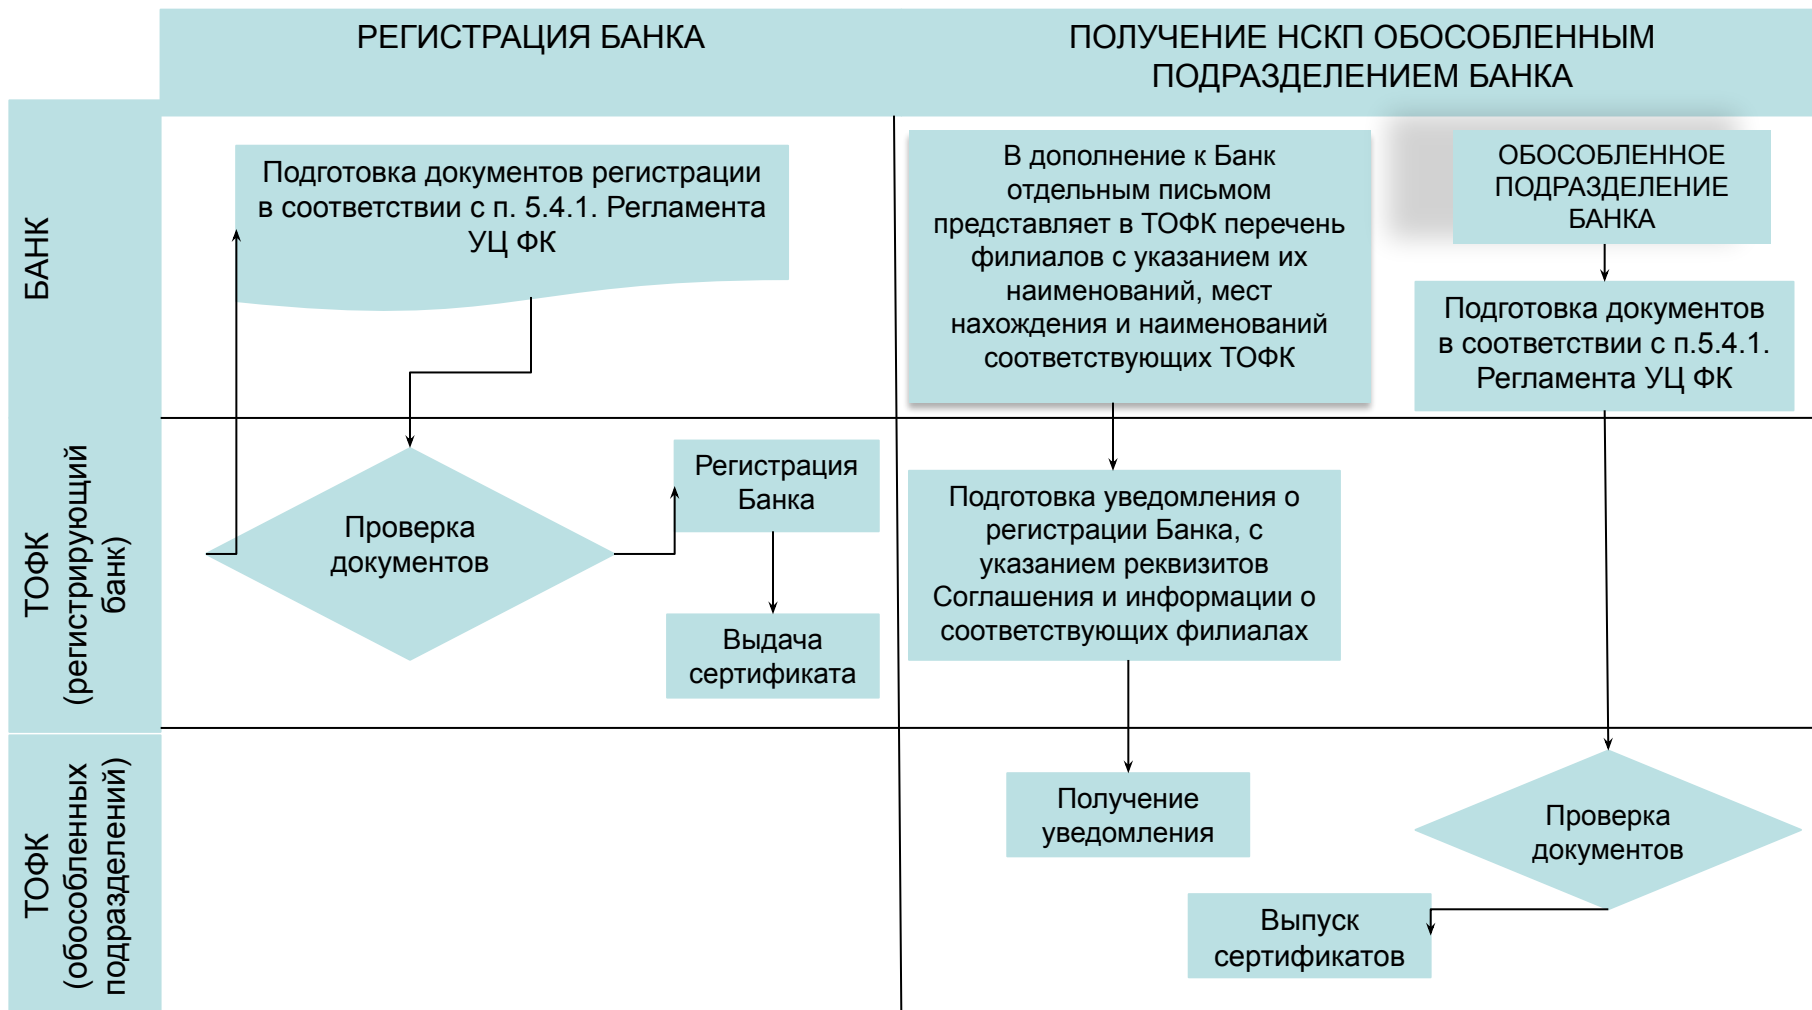 РЕГИСТРАЦИЯ БАНКА
ПОЛУЧЕНИЕ НСКП ОБОСОБЛЕННЫМ
ПОДРАЗДЕЛЕНИЕМ БАНКА
БАНК
Подготовка документов регистрации
в соответствии с п. 5.4.1. Регламента
УЦ ФК
В дополнение к Банк
отдельным письмом
представляет в ТОФК перечень
филиалов с указанием их
наименований, мест
нахождения и наименований
соответствующих ТОФК
ОБОСОБЛЕННОЕ
ПОДРАЗДЕЛЕНИЕ
БАНКА
Подготовка документов
в соответствии с п.5.4.1.
Регламента УЦ ФК
ТОФК
(регистрирующий
банк)
Проверка
документов
Регистрация
Банка
Выдача
сертификата
Подготовка уведомления о
регистрации Банка, с
указанием реквизитов
Соглашения и информации о
соответствующих филиалах
ТОФК
(обособленных
подразделений)
Получение
уведомления
Проверка
документов
Выпуск
сертификатов